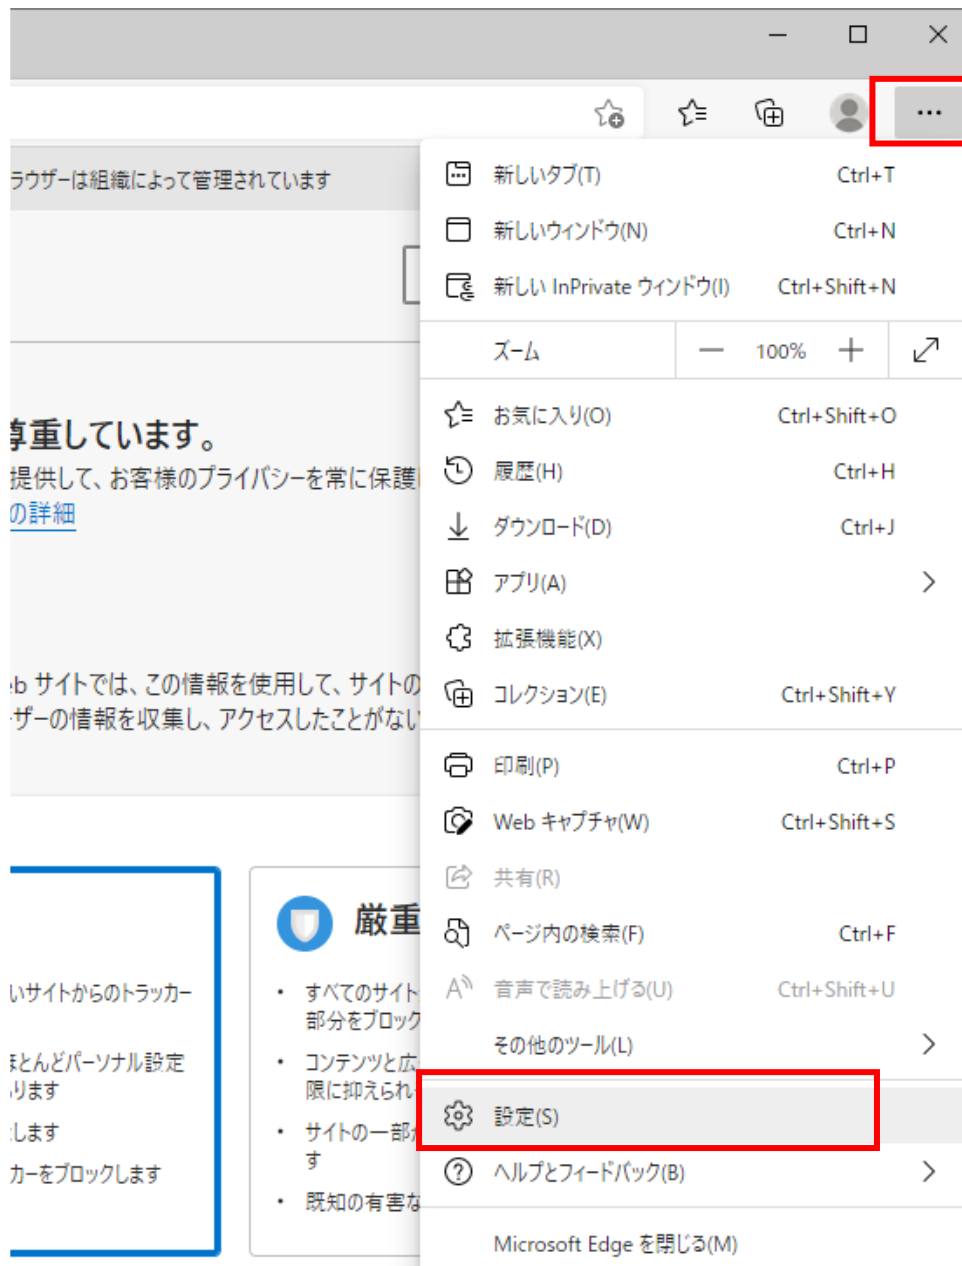 ラウザーは組織によって管理されています
尊重しています。
提供して、お客様のプライバシーを常に保護し
の詳細
eb サイトでは、この情報を使用して、サイトの
ーザーの情報を収集し、アクセスしたことがない
いサイトからのトラッカー
ほとんどパーソナル設定
ります
します
カーをブロックします
厳重
• すべてのサイト
部分をブロック
• コンテンツと広
限に抑えられ
• サイトの一部
す
• 既知の有害な
新しいタブ(T) Ctrl+T
新しいウィンドウ(N) Ctrl+N
新しい InPrivate ウィンドウ(I) Ctrl+Shift+N
ズーム 100%
お気に入り(O) Ctrl+Shift+O
履歴(H) Ctrl+H
ダウンロード(D) Ctrl+J
アプリ(A)
拡張機能(X)
コレクション(E) Ctrl+Shift+Y
印刷(P) Ctrl+P
Web キャプチャ(W) Ctrl+Shift+S
共有(R)
ページ内の検索(F) Ctrl+F
音声で読み上げる(U) Ctrl+Shift+U
その他のツール(L)
設定(S)
ヘルプとフィードバック(B)
Microsoft Edge を閉じる(M)